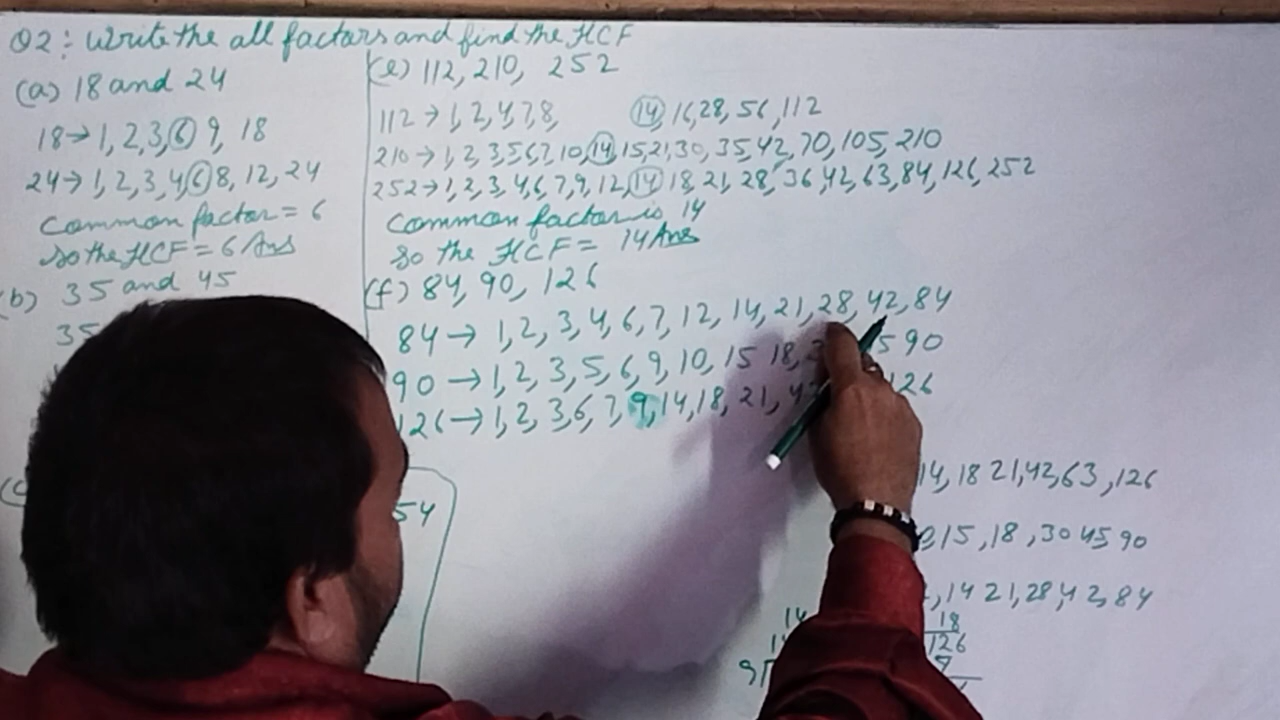 Q2: Write the all factors and find the HCF
(a) 18 and 24
18→1, 2, 3, 6 9, 18
24→1, 2, 3, 4, 6 8, 12, 24
Common factor = 6
so the HCF = 6 Ans
(b) 35 and 45
35
54
(e) 112, 210, 252
112→1, 2, 4, 7, 8, 14, 16, 28, 56, 112
210→1, 2, 3, 5 6, 7, 10, 14, 15, 21, 30, 35, 42, 70, 105, 210
252→1, 2, 3, 4, 6, 7, 9, 12, 14 18, 21, 28, 36, 42, 63, 84, 126, 252
Common factor is 14
So the HCF = 14 Ans
(f) 84, 90, 126
84→1, 2, 3, 4, 6, 7, 12, 14, 21, 28, 42, 84
90→1, 2, 3, 5, 6, 9, 10, 15 18, 5 90
126→1, 2, 3, 6, 7, 9, 14, 18, 21, 126
14, 18 21, 42, 63, 126
15, 18, 30 45 90
, 14 21, 28, 42, 84
18
126
9